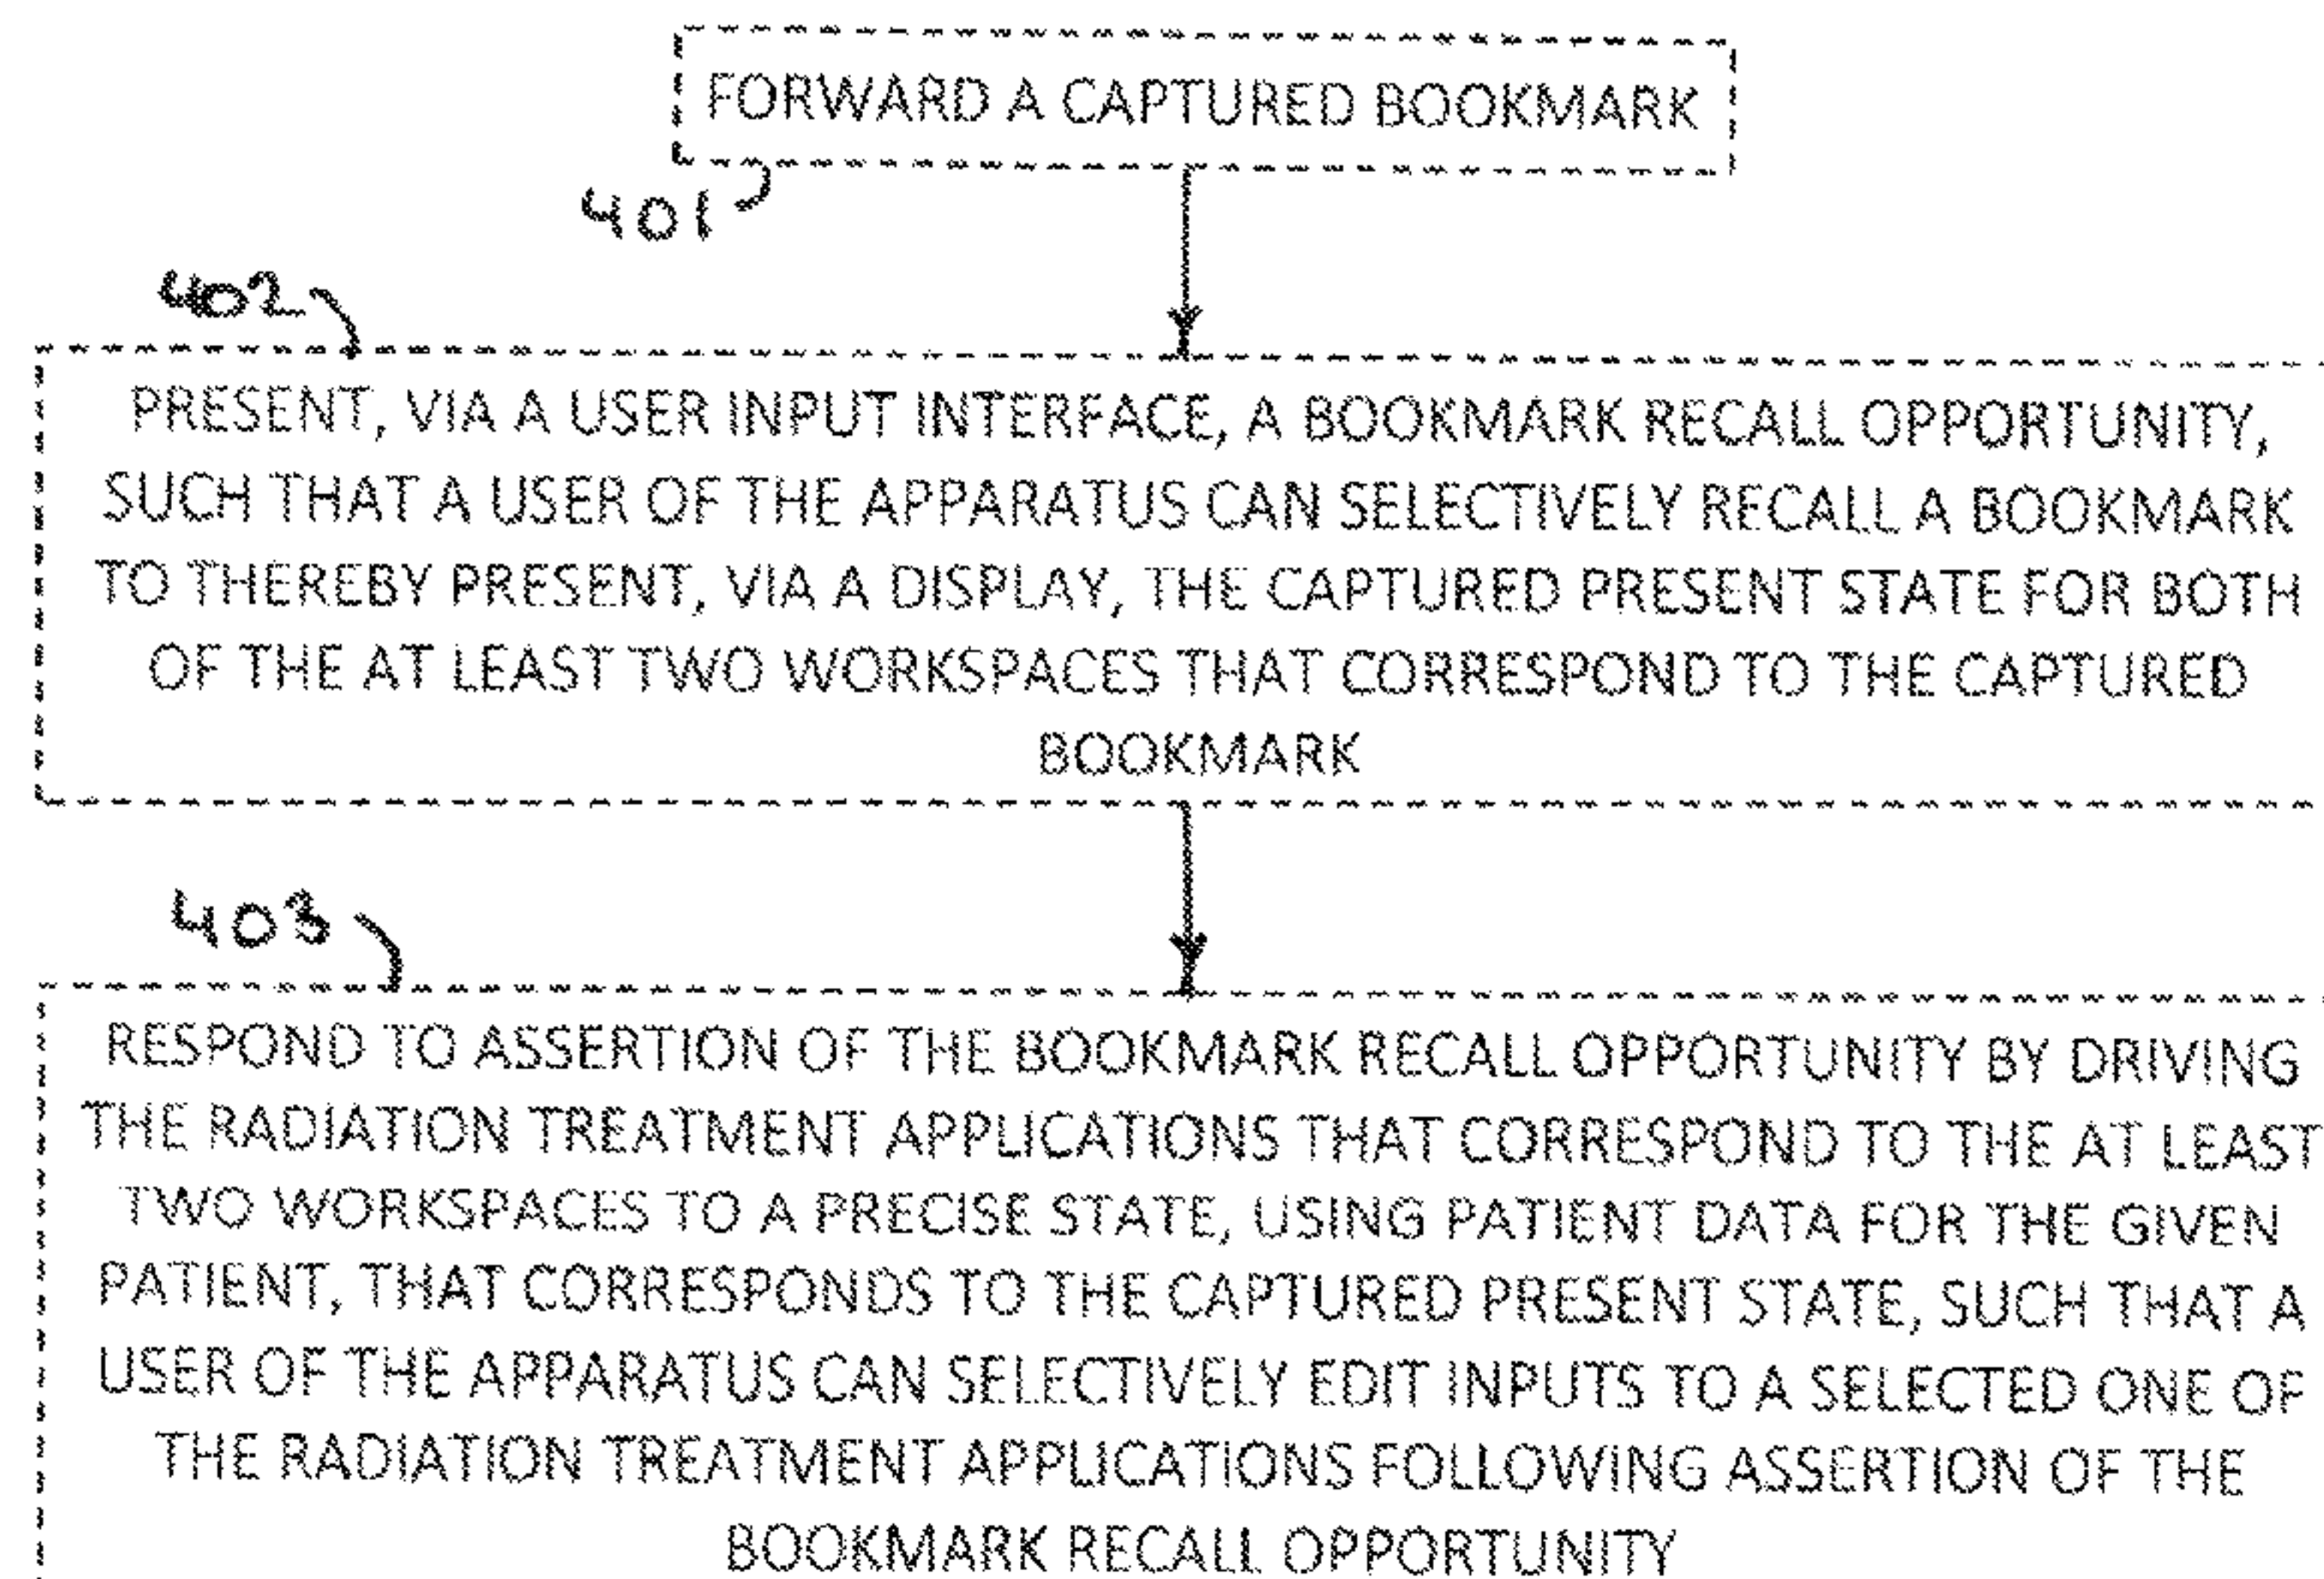 FORWARD A CAPTURED BOOKMARK
401
402
PRESENT, VIA A USER INPUT INTERFACE, A BOOKMARK RECALL OPPORTUNITY,
SUCH THAT A USER OF THE APPARATUS CAN SELECTIVELY RECALL A BOOKMARK
TO THEREBY PRESENT, VIA A DISPLAY, THE CAPTURED PRESENT STATE FOR BOTH
OF THE AT LEAST TWO WORKSPACES THAT CORRESPOND TO THE CAPTURED
BOOKMARK
403
RESPOND TO ASSERTION OF THE BOOKMARK RECALL OPPORTUNITY BY DRIVING
THE RADIATION TREATMENT APPLICATIONS THAT CORRESPOND TO THE AT LEAST
TWO WORKSPACES TO A PRECISE STATE, USING PATIENT DATA FOR THE GIVEN
PATIENT, THAT CORRESPONDS TO THE CAPTURED PRESENT STATE, SUCH THAT A
USER OF THE APPARATUS CAN SELECTIVELY EDIT INPUTS TO A SELECTED ONE OF
THE RADIATION TREATMENT APPLICATIONS FOLLOWING ASSERTION OF THE
BOOKMARK RECALL OPPORTUNITY